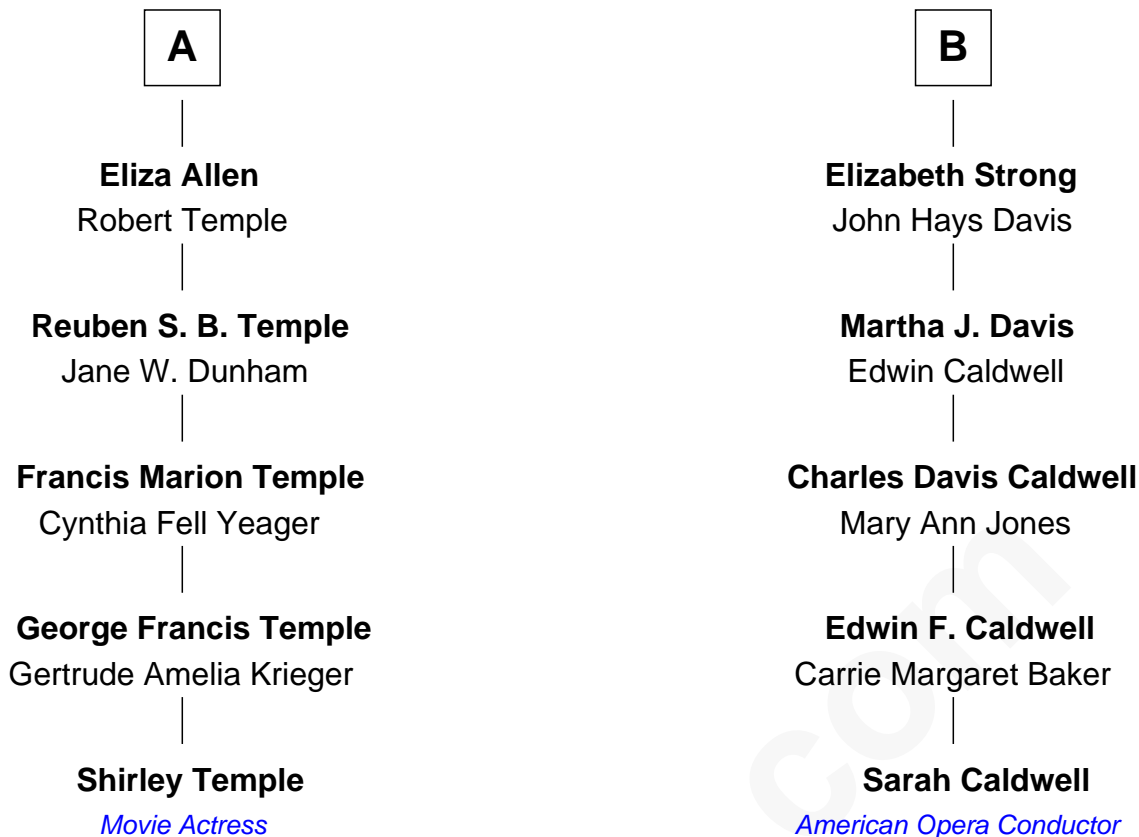 A
Eliza Allen
Robert Temple
Reuben S. B. Temple
Jane W. Dunham
Francis Marion Temple
Cynthia Fell Yeager
George Francis Temple
Gertrude Amelia Krieger
Shirley Temple
Movie Actress
B
Elizabeth Strong
John Hays Davis
Martha J. Davis
Edwin Caldwell
Charles Davis Caldwell
Mary Ann Jones
Edwin F. Caldwell
Carrie Margaret Baker
Sarah Caldwell
American Opera Conductor
com